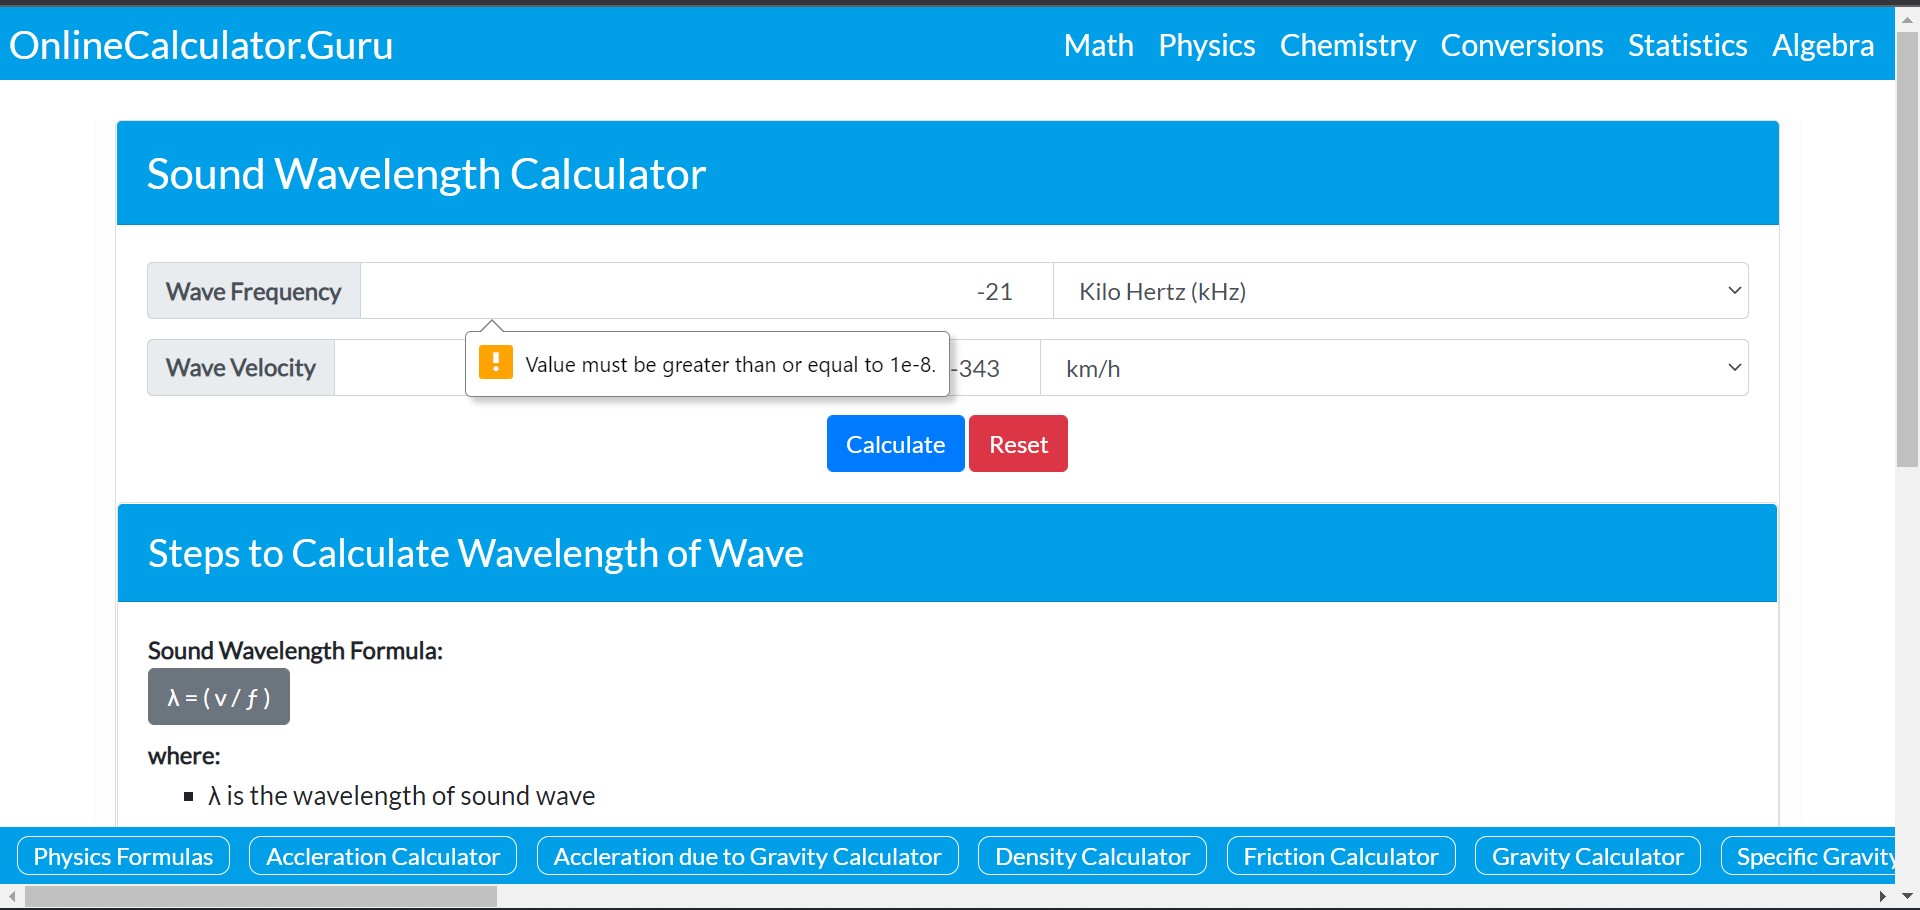 OnlineCalculator.Guru Math Physics Chemistry Conversions Statistics Algebra
Sound Wavelength Calculator
Wave Frequency -21 Kilo Hertz (kHz)
Value must be greater than or equal to 1e-8.
Wave Velocity -343 km/h
Calculate Reset
Steps to Calculate Wavelength of Wave
Sound Wavelength Formula:
λ = ( v / ƒ )
where:
λ is the wavelength of sound wave
Physics Formulas Accleration Calculator Accleration due to Gravity Calculator Density Calculator Friction Calculator Gravity Calculator Specific Gravity